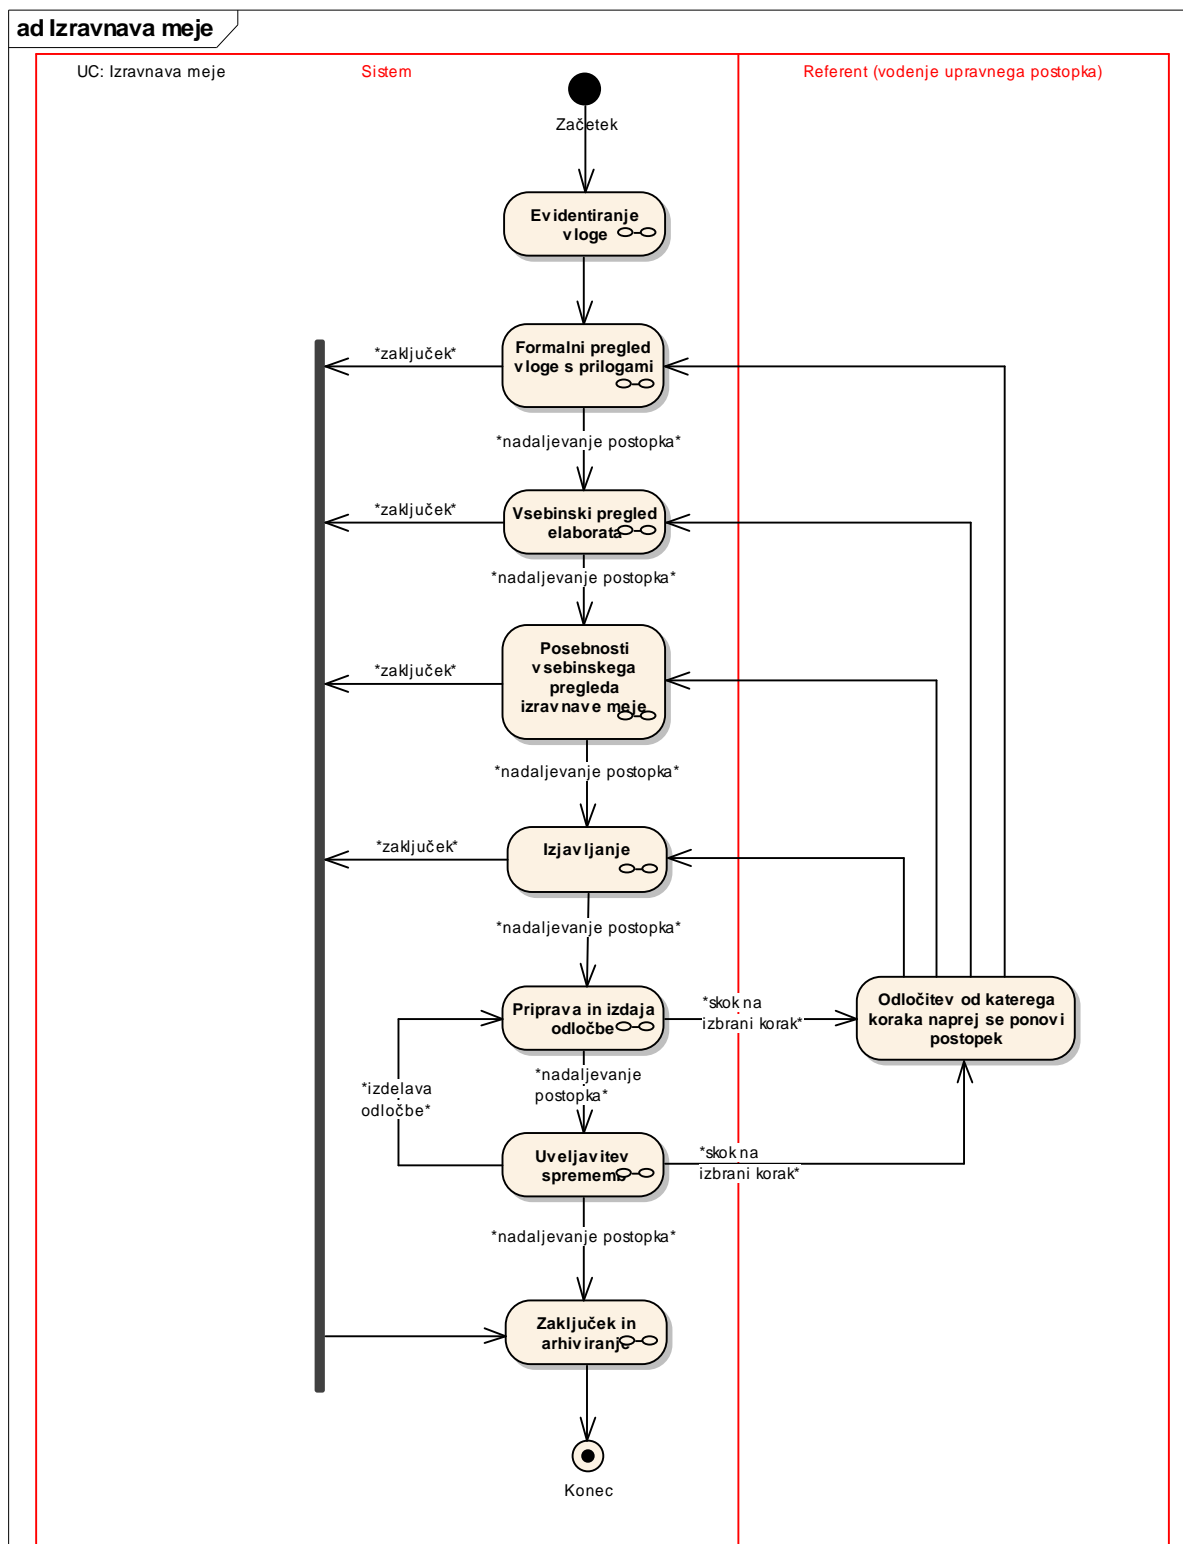 ad Izravnava meje
UC: Izravnava meje
Sistem
Referent (vodenje upravnega postopka)
Začetek
Evidentiranje
vloge
Formalni pregled
vloge s prilogami
*zaključek*
*nadaljevanje postopka*
Vsebinski pregled
elaborata
*zaključek*
*nadaljevanje postopka*
Posebnosti
vsebinskega
pregleda
izravnave meje
*zaključek*
*nadaljevanje postopka*
Izjavljanje
*zaključek*
*nadaljevanje postopka*
Priprava in izdaja
odločbe
*skok na
izbrani korak*
Odločitev od katerega
koraka naprej se ponovi
postopek
*nadaljevanje
postopka*
*izdelava
odločbe*
Uveljavitev
sprememb
*skok na
izbrani korak*
*nadaljevanje postopka*
Zaključek in
arhiviranje
Konec